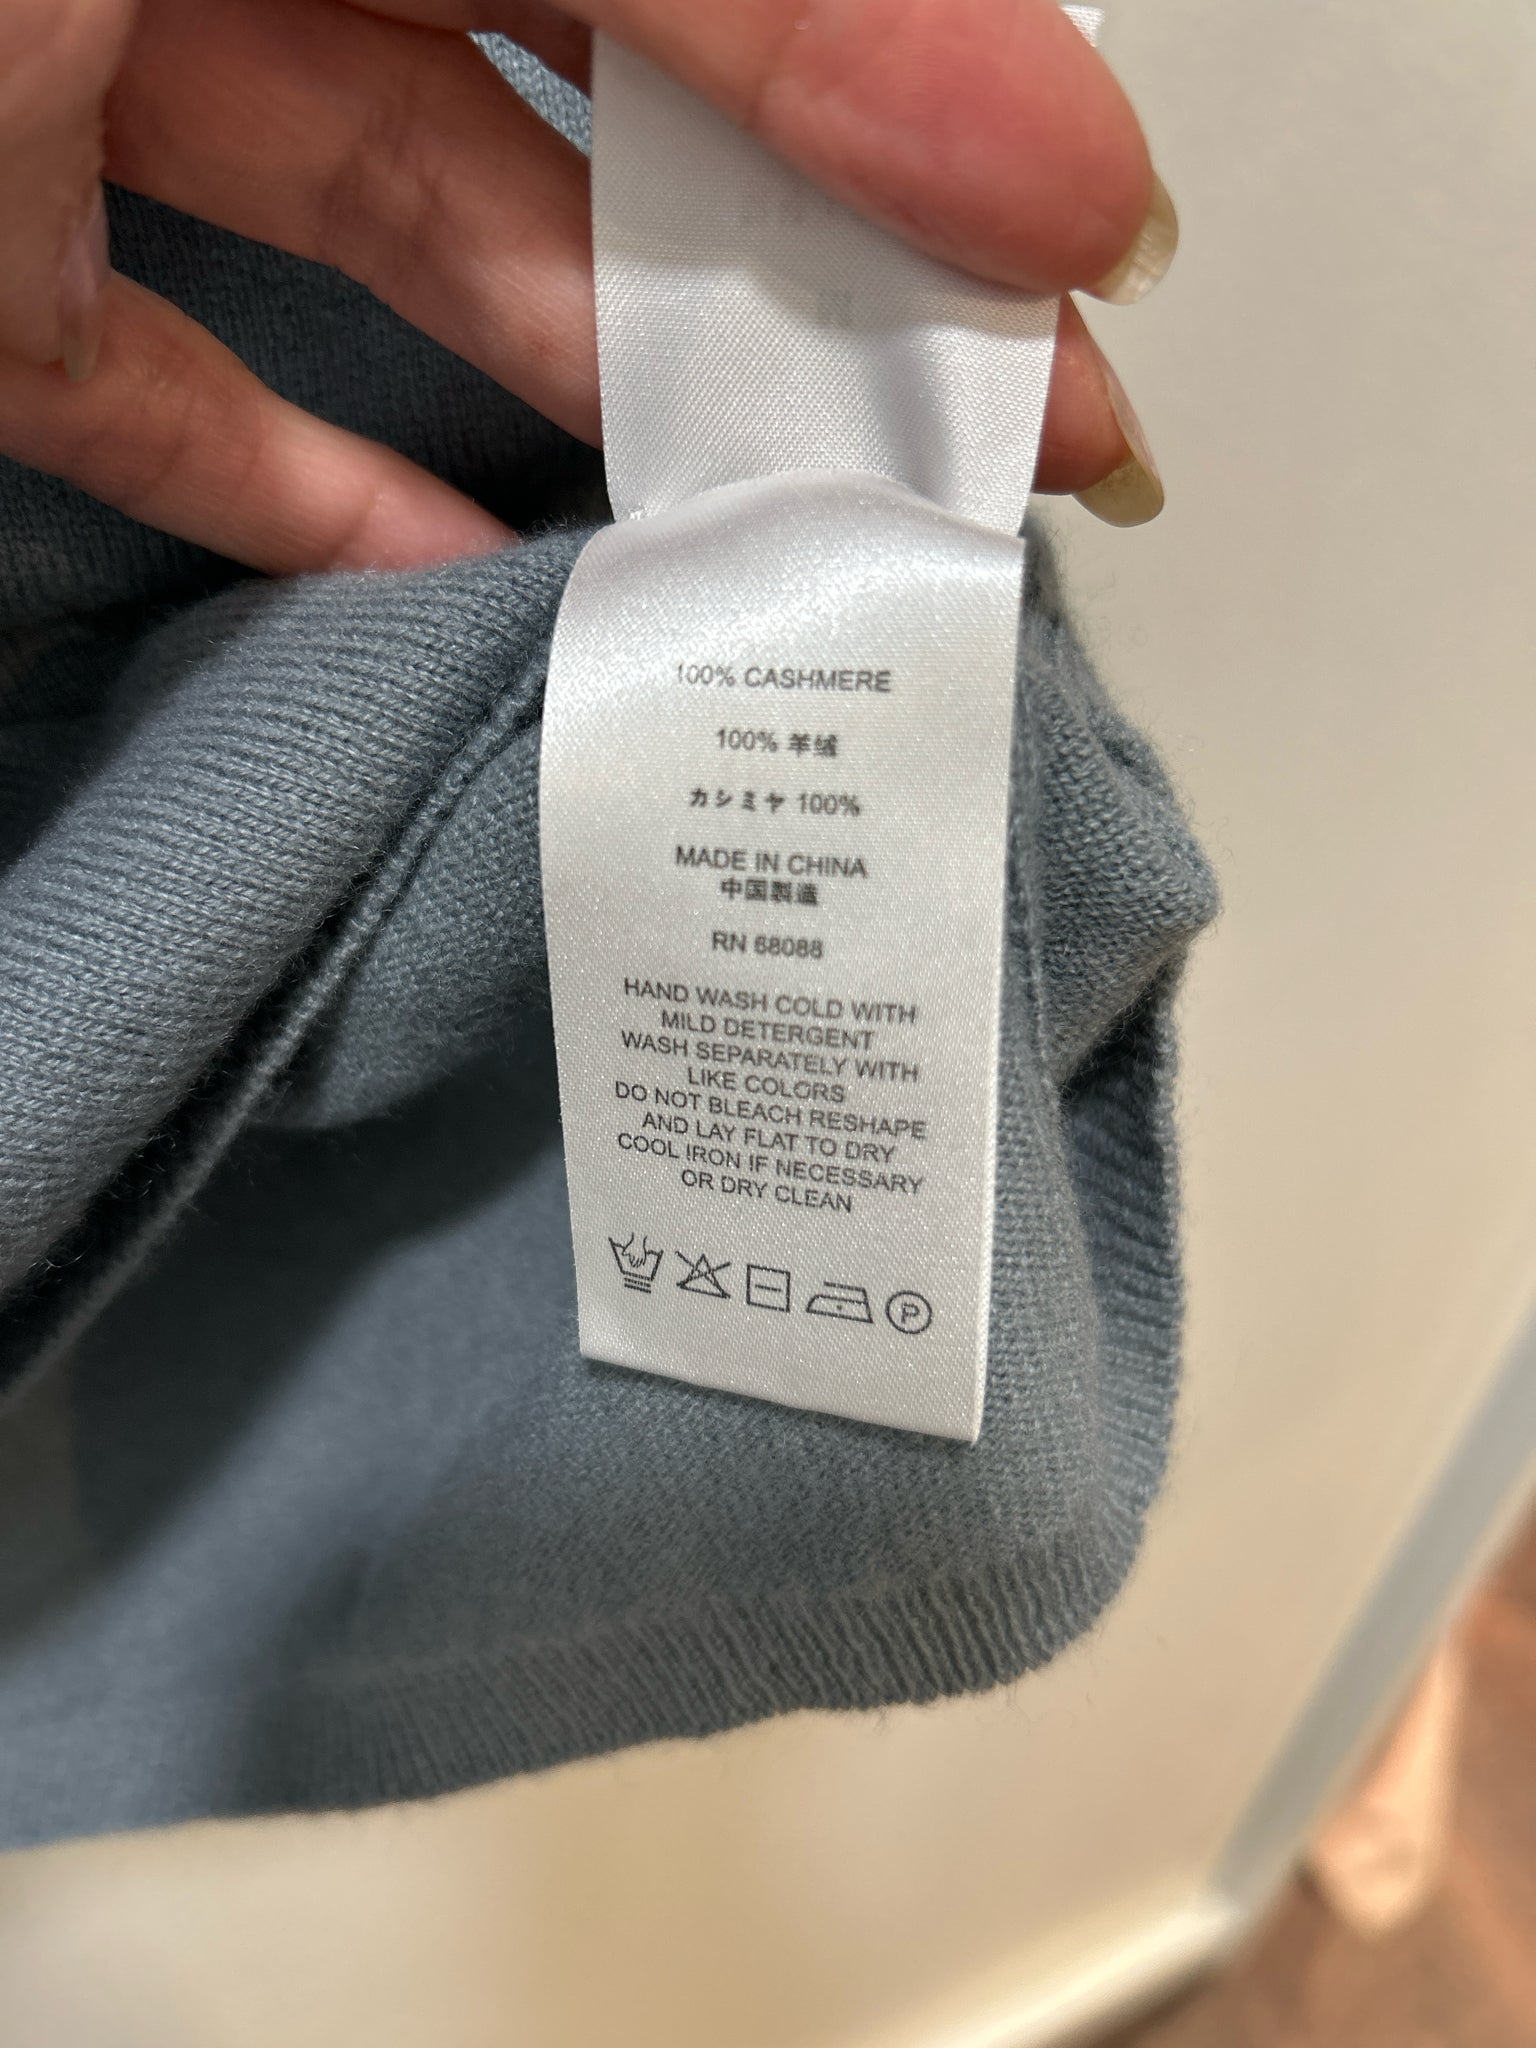 100% CASHMERE
100% 羊绒
カシミヤ 100%
MADE IN CHINA
中国製造
RN 68088
HAND WASH COLD WITH
MILD DETERGENT
WASH SEPARATELY WITH
LIKE COLORS
DO NOT BLEACH RESHAPE
AND LAY FLAT TO DRY
COOL IRON IF NECESSARY
OR DRY CLEAN
P